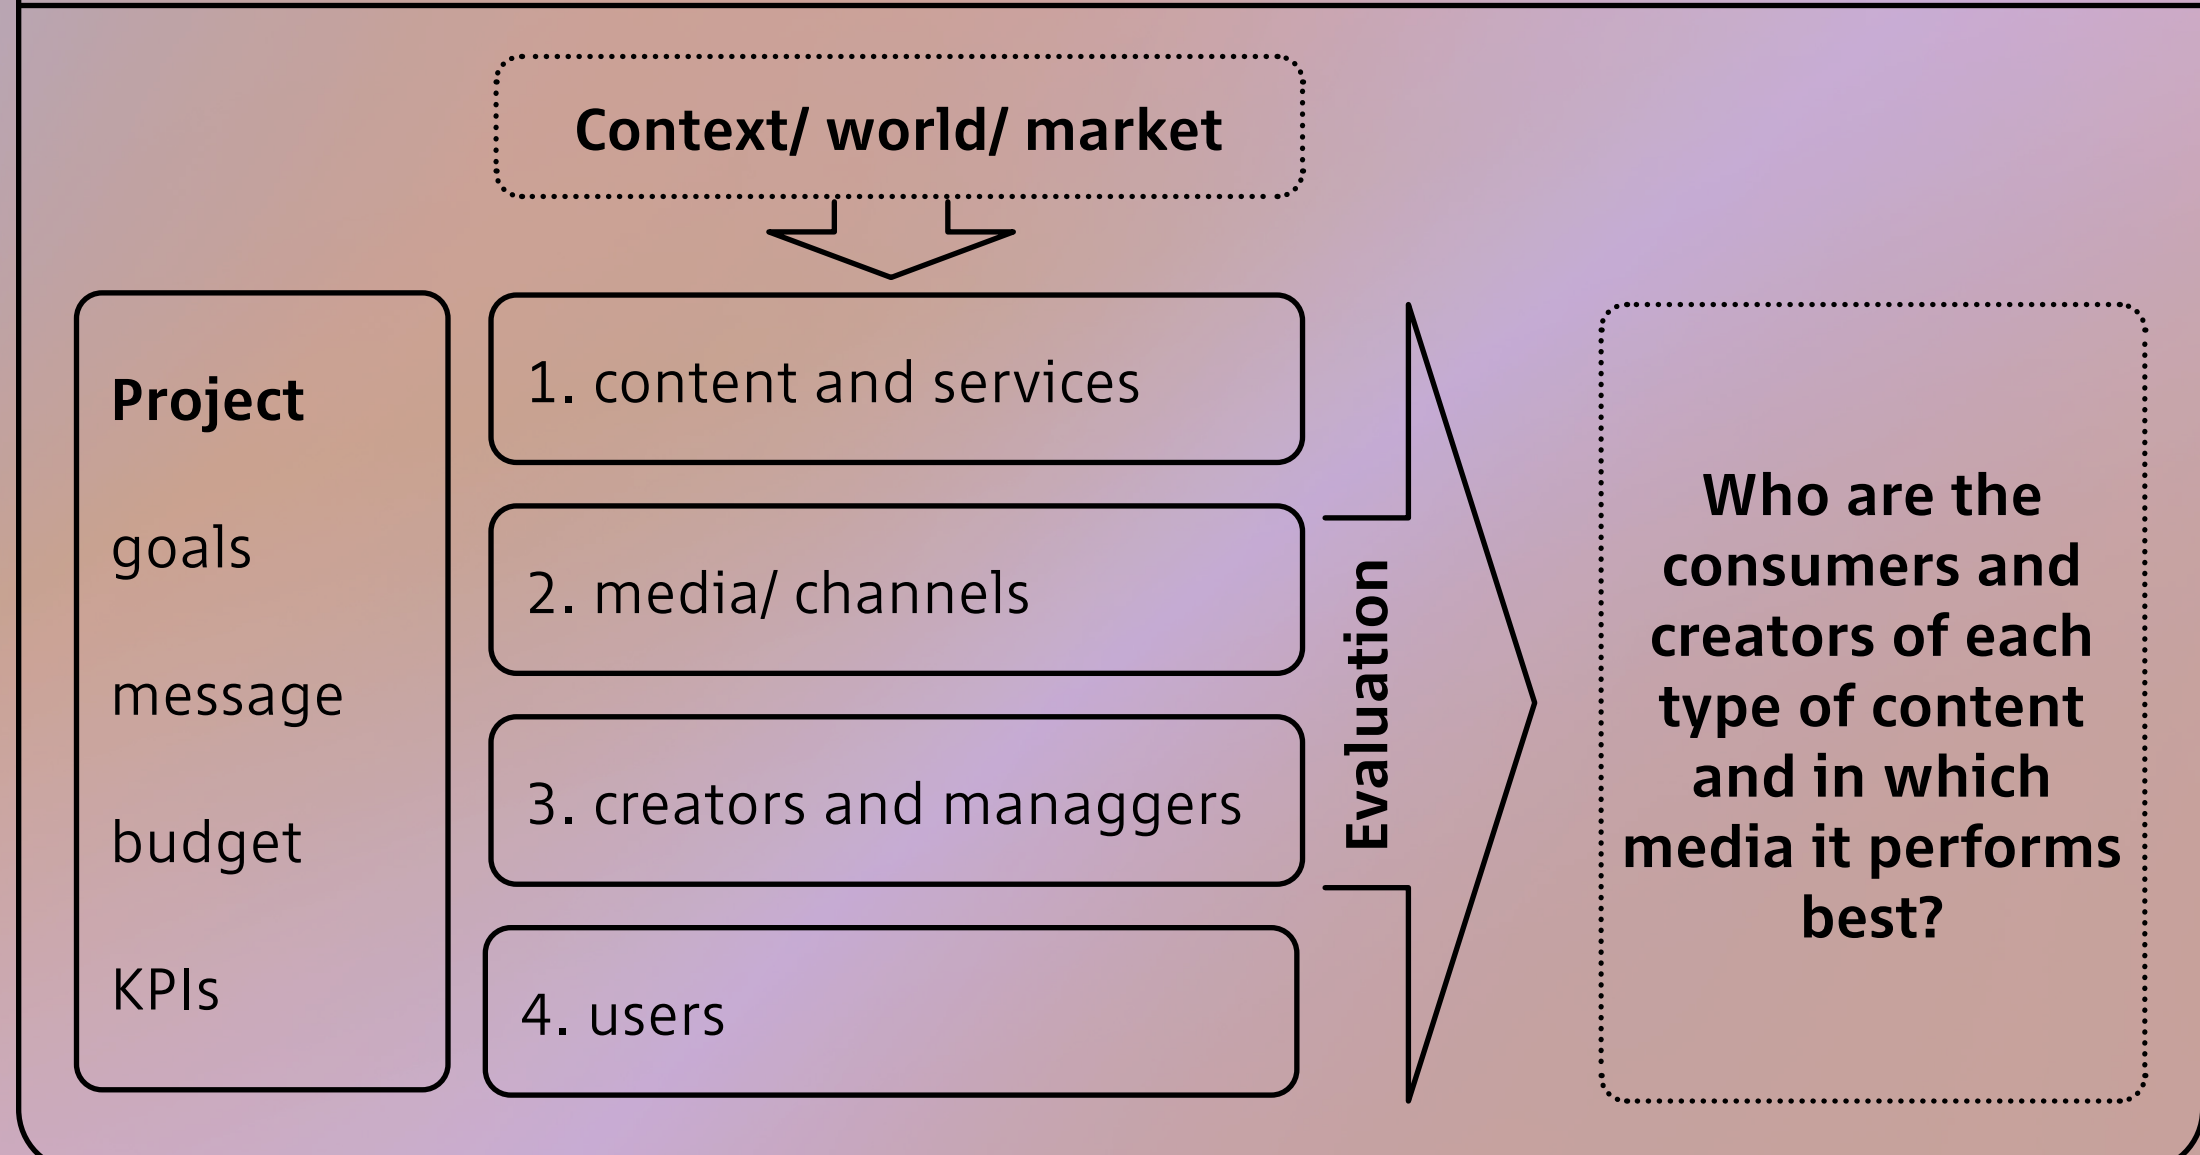 Context/ world/ market
Project
goals
message
budget
KPIs
1. content and services
2. media/ channels
3. creators and managgers
4. users
Evaluation
Who are the
consumers and
creators of each
type of content
and in which
media it performs
best?